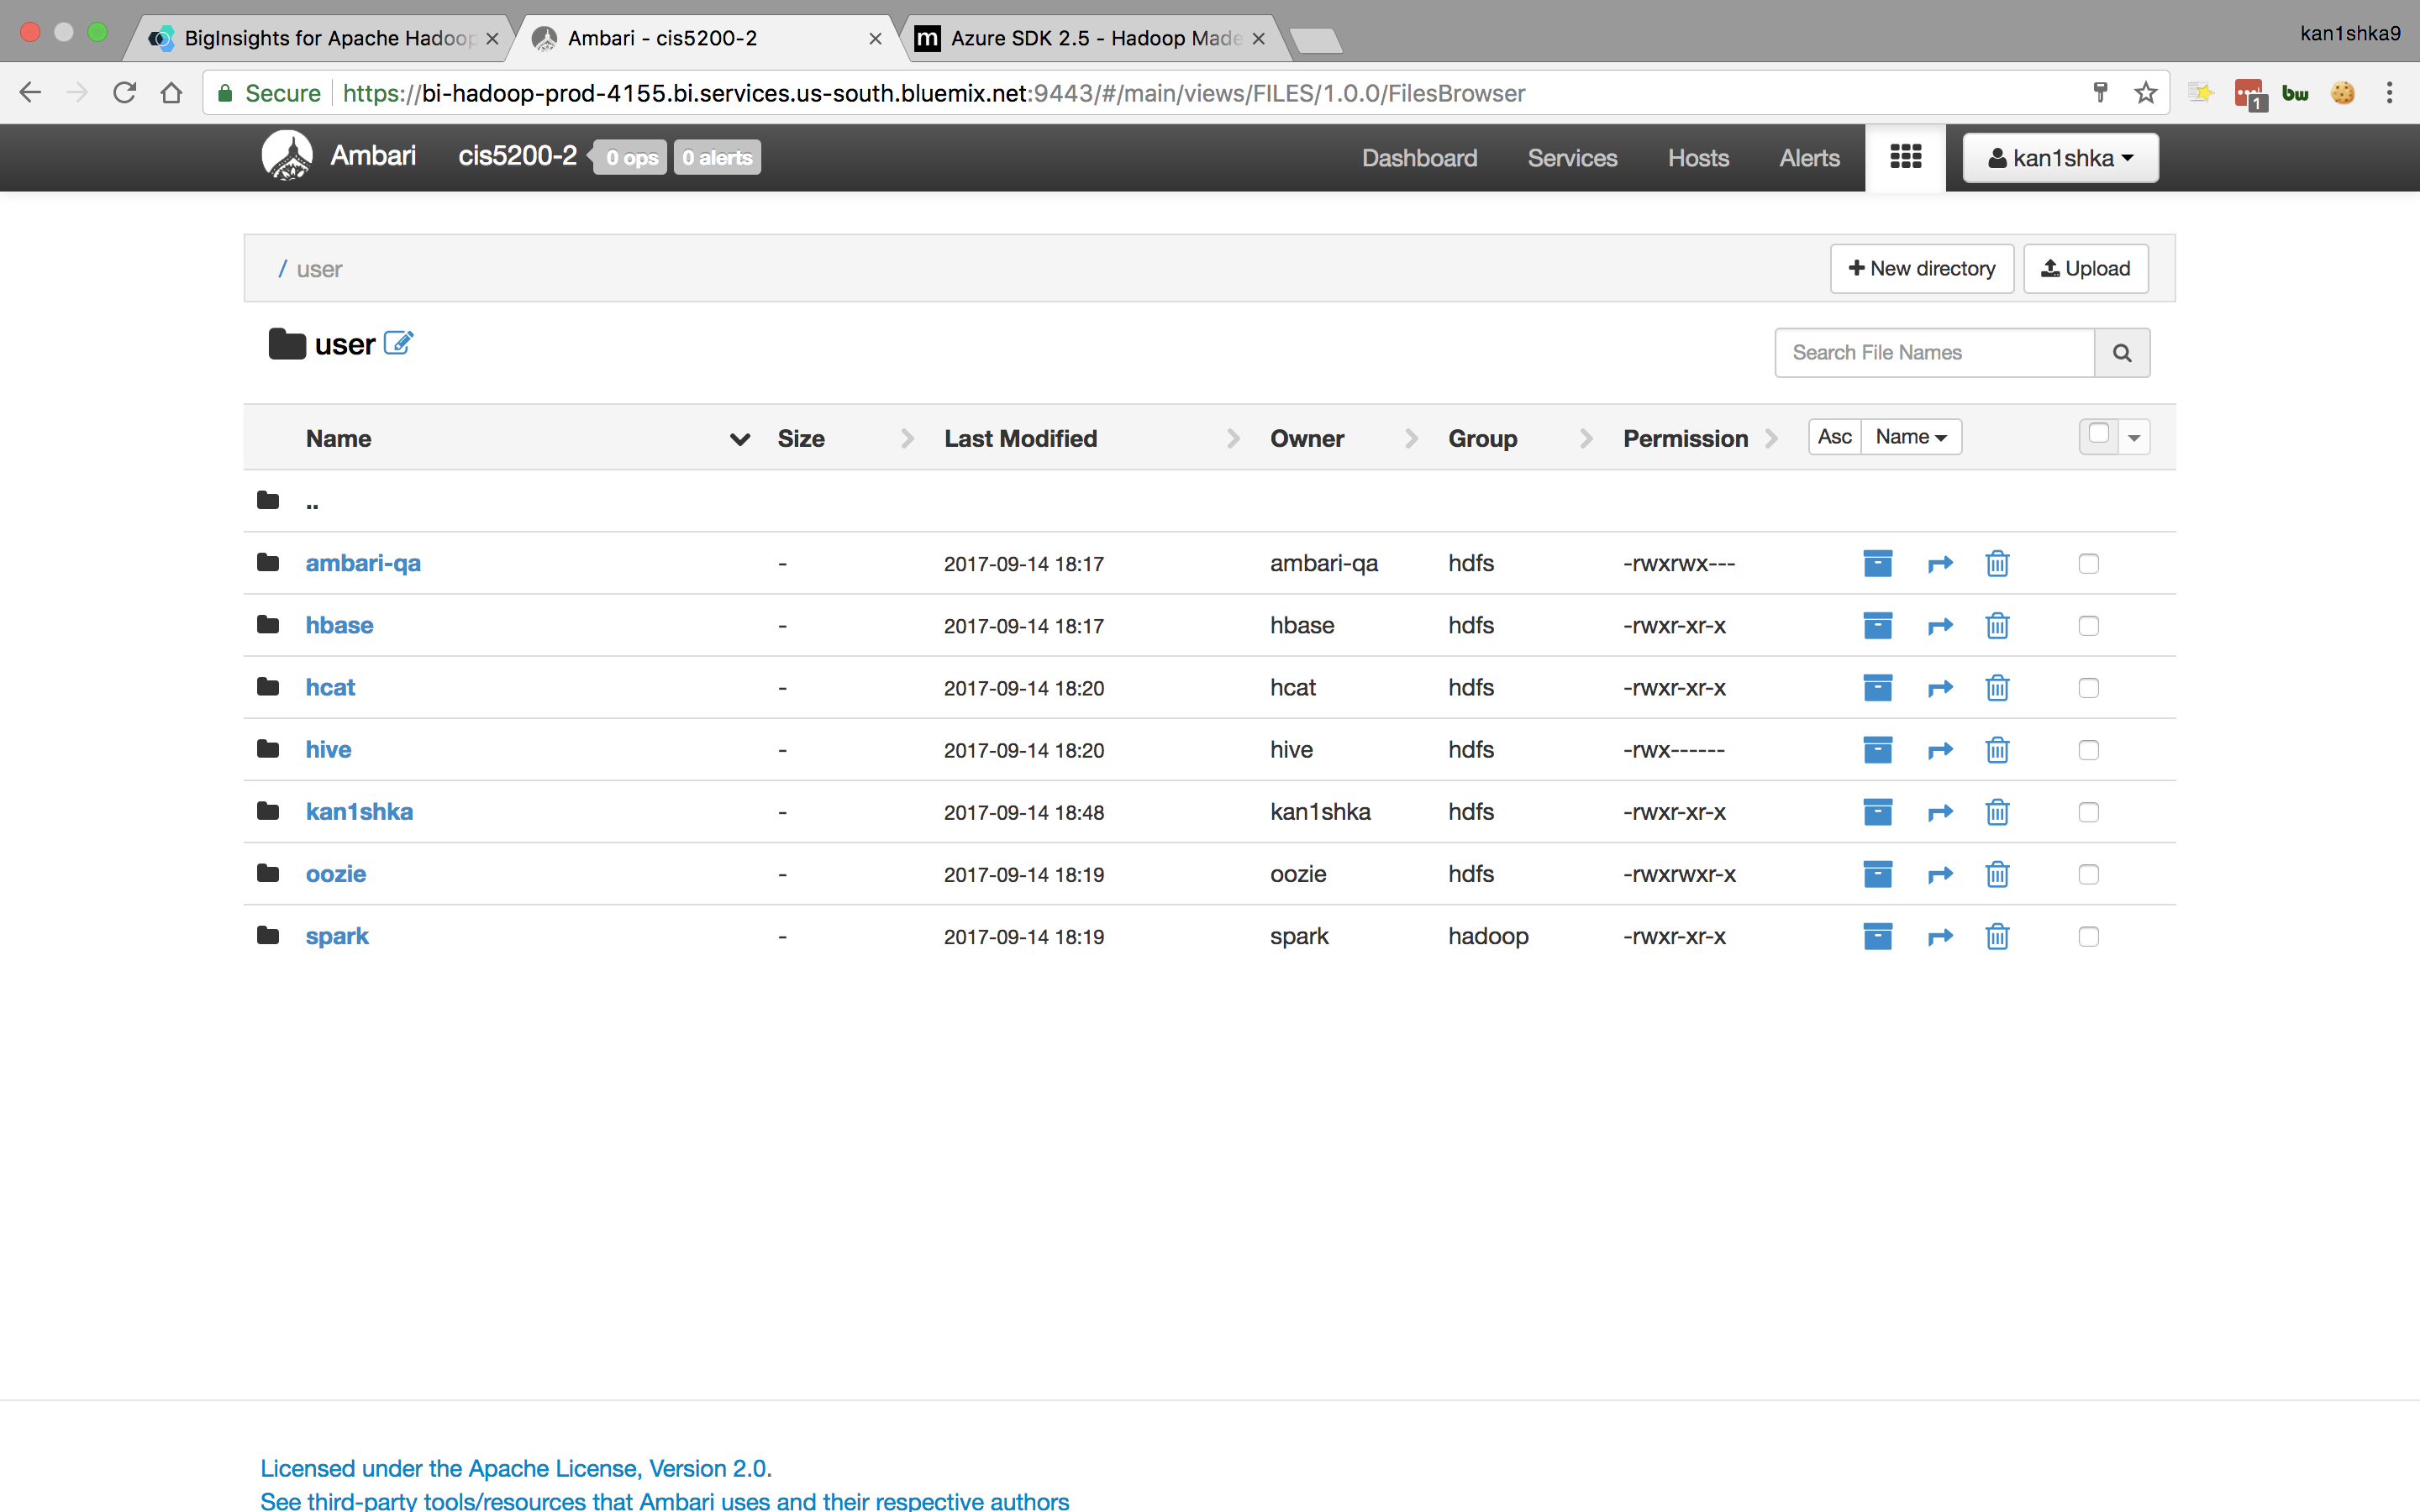 BigInsights for Apache Hadoop
Ambari - cis5200-2
m Azure SDK 2.5 - Hadoop Made
kan1shka9
Secure https://bi-hadoop-prod-4155.bi.services.us-south.bluemix.net:9443/#/main/views/FILES/1.0.0/FilesBrowser
1 bw
Ambari cis5200-2 0 ops 0 alerts Dashboard Services Hosts Alerts kan1shka
/ user New directory Upload
user Search File Names
Name Size Last Modified Owner Group Permission Asc Name
..
ambari-qa - 2017-09-14 18:17 ambari-qa hdfs -rwxrwx---
hbase - 2017-09-14 18:17 hbase hdfs -rwxr-xr-x
hcat - 2017-09-14 18:20 hcat hdfs -rwxr-xr-x
hive - 2017-09-14 18:20 hive hdfs -rwx------
kan1shka - 2017-09-14 18:48 kan1shka hdfs -rwxr-xr-x
oozie - 2017-09-14 18:19 oozie hdfs -rwxrwxr-x
spark - 2017-09-14 18:19 spark hadoop -rwxr-xr-x
Licensed under the Apache License, Version 2.0.
See third-party tools/resources that Ambari uses and their respective authors